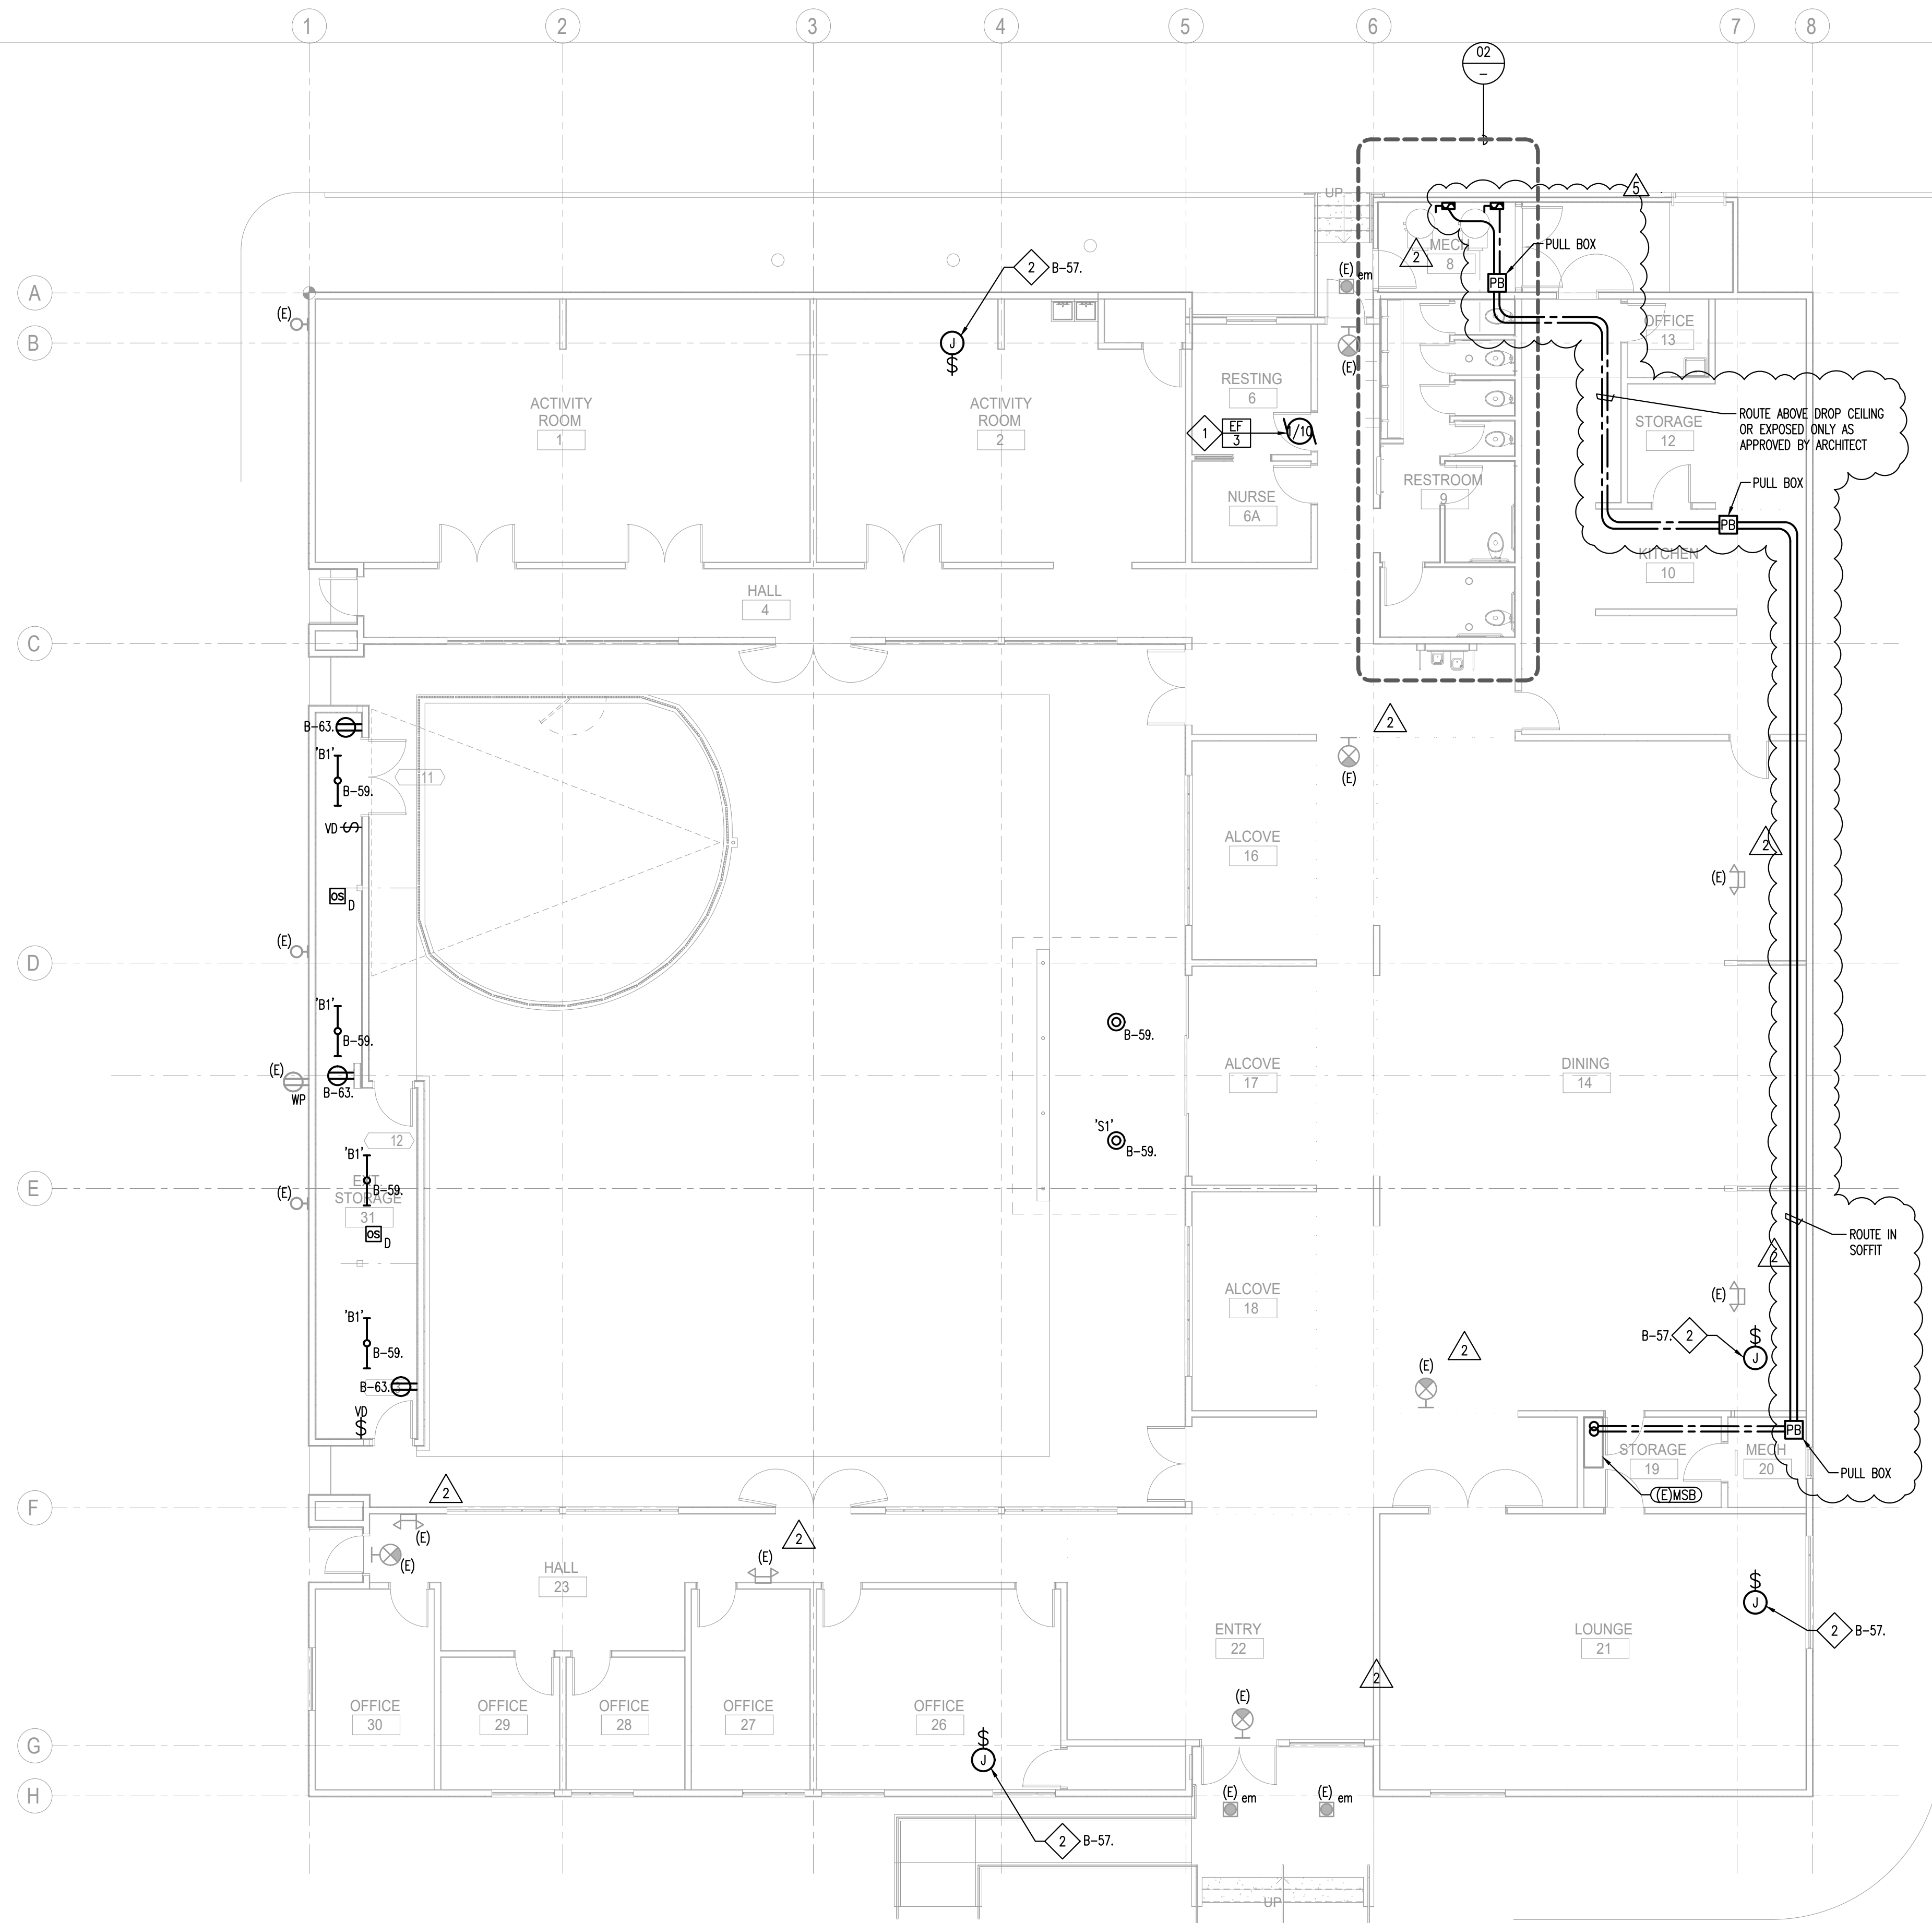 1 2 3 4 5 6 7 8
02
–
UP
5
MECH
8
2
PULL BOX
PB
(E) em
A
2 B-57.
(E)
J
$
B
(E)
OFFICE
13
RESTING
6
ACTIVITY
ROOM
1
ACTIVITY
ROOM
2
1 EF
3
1/10
STORAGE
12
ROUTE ABOVE DROP CEILING
OR EXPOSED ONLY AS
APPROVED BY ARCHITECT
RESTROOM
9
NURSE
6A
PULL BOX
PB
KITCHEN
10
HALL
4
C
B-63.
'B1'
B-59.
11
VD $
2
(E)
ALCOVE
16
2
(E)
OS D
(E)
D
'B1'
B-59.
B-59.
(E)
WP
B-63.
ALCOVE
17
DINING
14
12
'S1'
B-59.
'B1'
B-59.
E
(E)
EXT
STORAGE
31
OS D
ROUTE IN
SOFFIT
2
ALCOVE
18
(E)
'B1'
B-59.
B-57. 2
$
J
2
(E)
B-63.
VD
$
PB
STORAGE
19
MECH
20
PULL BOX
(E)MSB
2
F
2
(E)
(E)
(E)
HALL
23
$
J
2 B-57.
ENTRY
22
LOUNGE
21
2
OFFICE
30
OFFICE
29
OFFICE
28
OFFICE
27
OFFICE
26
(E)
$
J
G
H
(E) em
(E) em
2 B-57.
UP